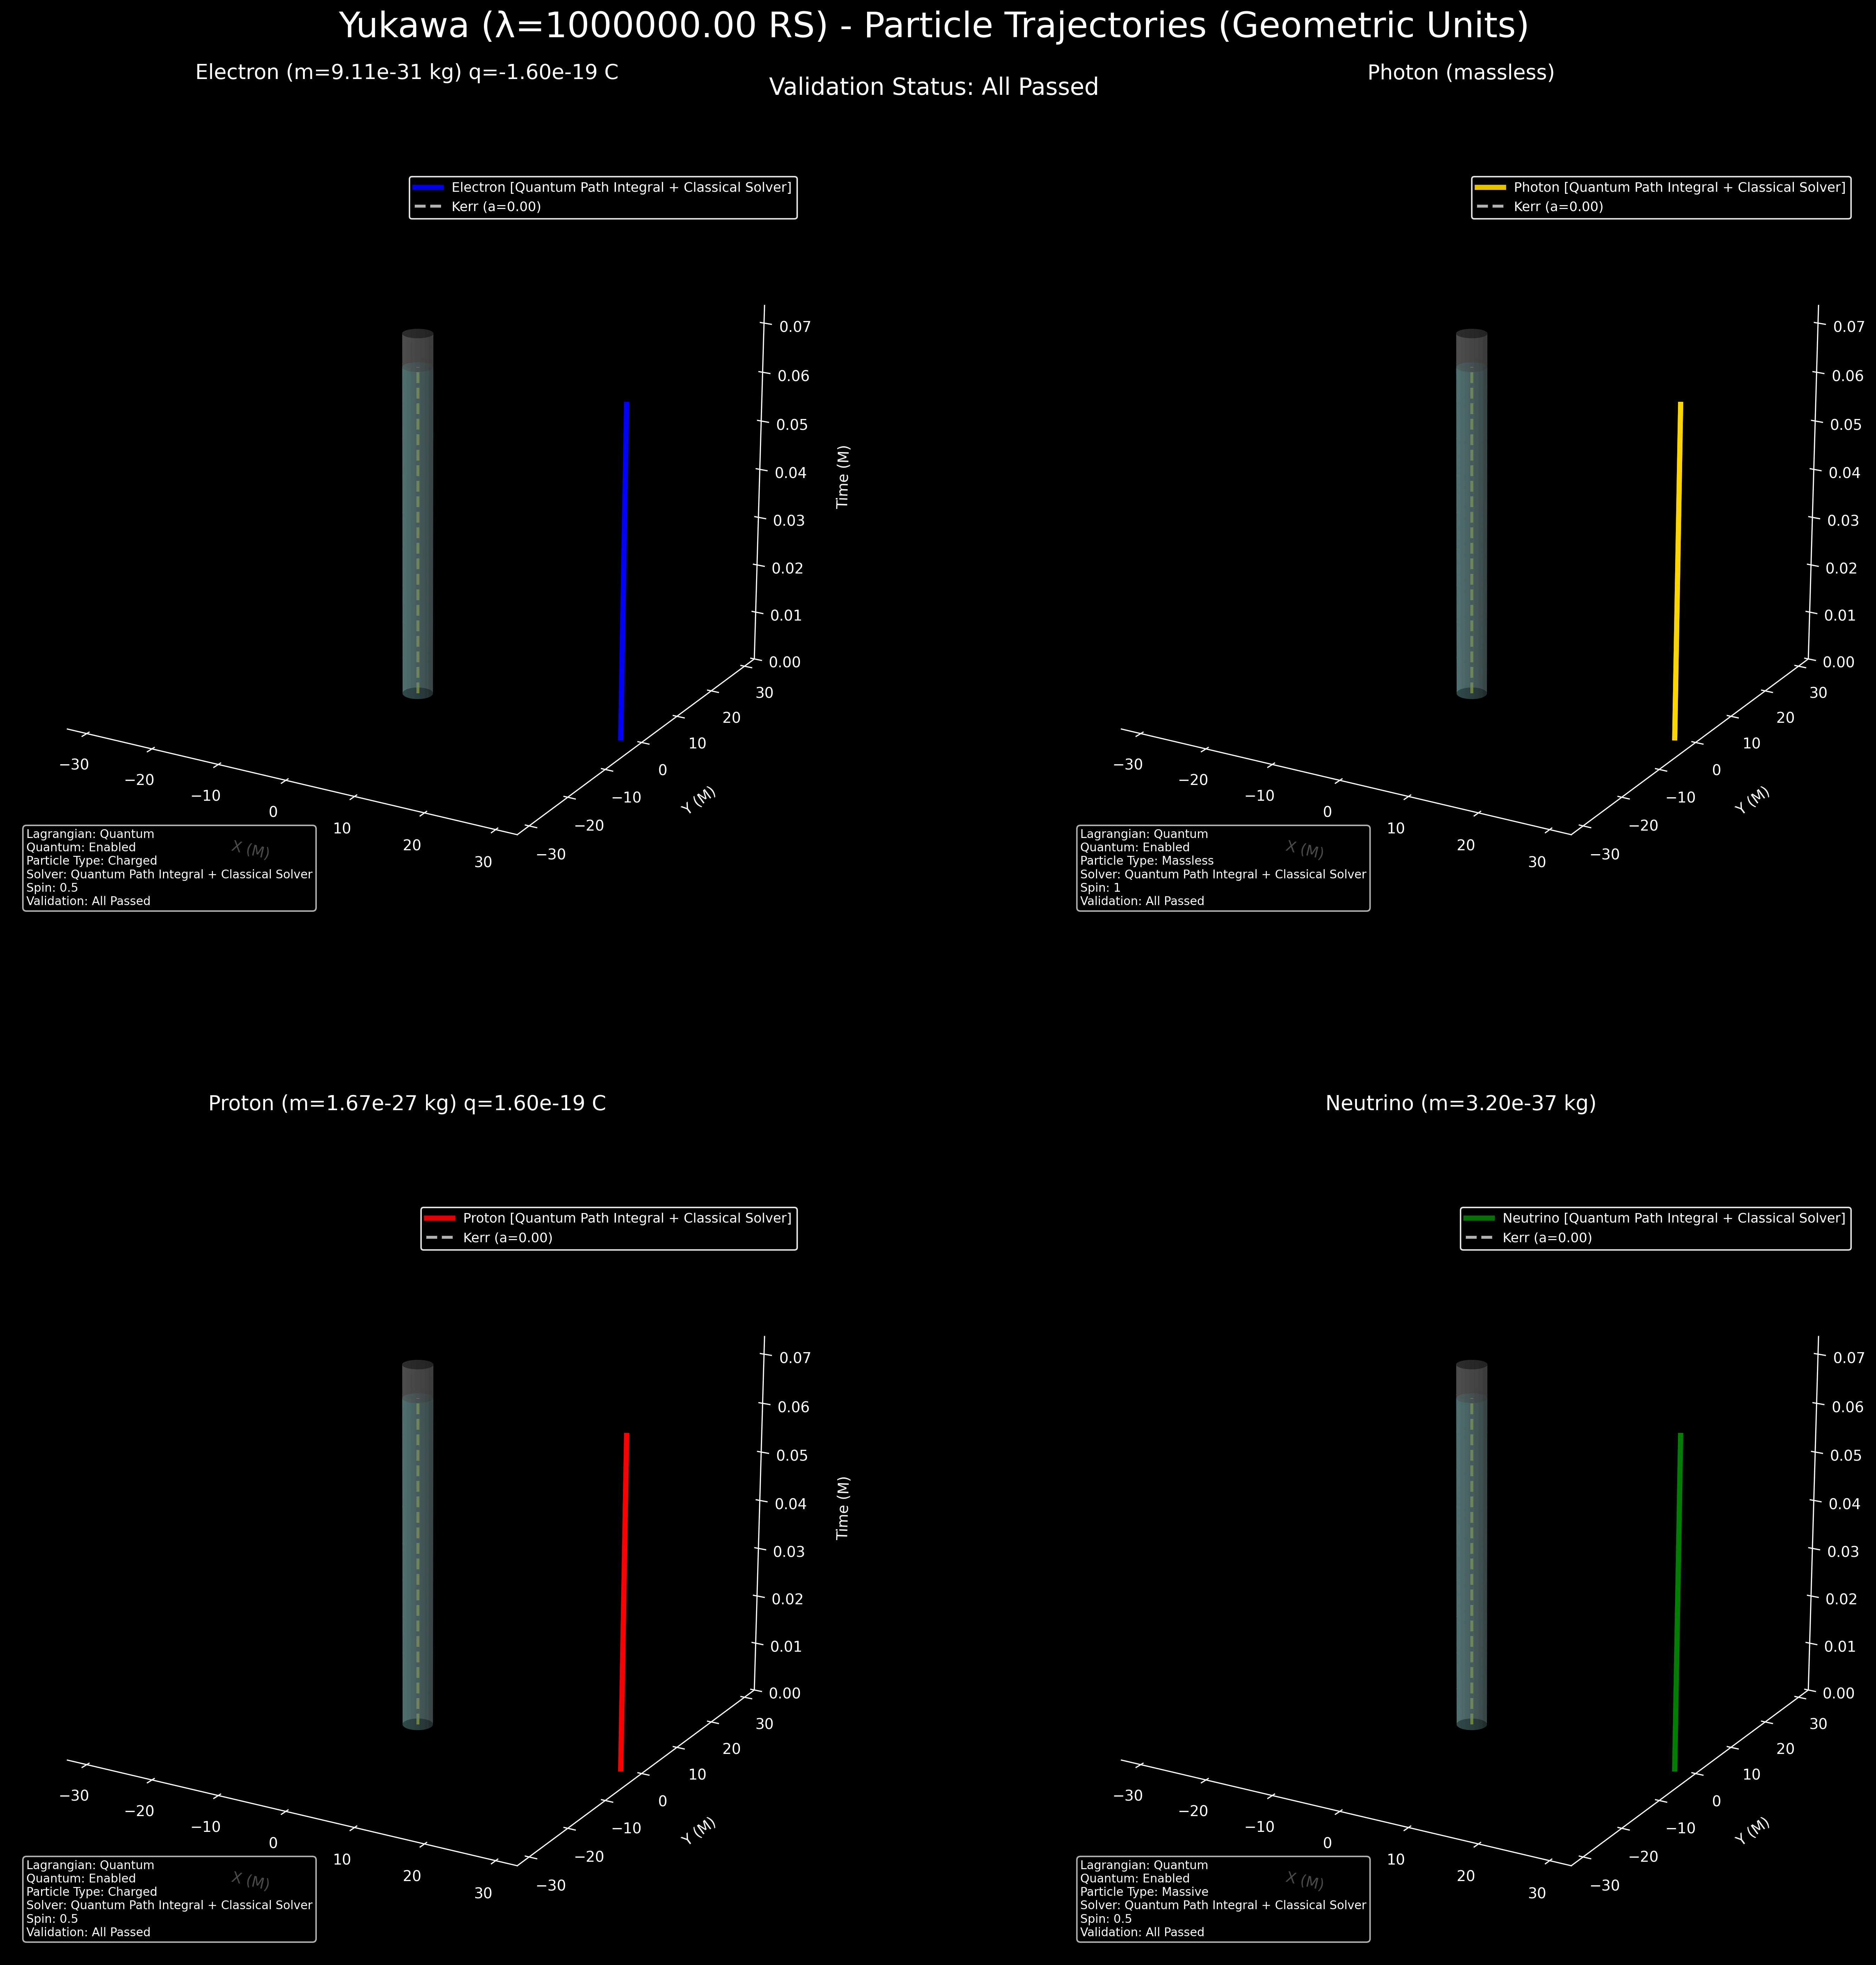 Yukawa (λ=1000000.00 RS) - Particle Trajectories (Geometric Units)
Validation Status: All Passed
Electron (m=9.11e-31 kg) q=-1.60e-19 C
Electron [Quantum Path Integral + Classical Solver]
Kerr (a=0.00)
0.07
0.06
0.05
0.04
0.03
0.02
0.01
0.00
Time (M)
−30
−20
−10
0
10
20
30
X (M)
−30
−20
−10
0
10
20
30
Y (M)
Lagrangian: Quantum
Quantum: Enabled
Particle Type: Charged
Solver: Quantum Path Integral + Classical Solver
Spin: 0.5
Validation: All Passed
Photon (massless)
Photon [Quantum Path Integral + Classical Solver]
Kerr (a=0.00)
0.07
0.06
0.05
0.04
0.03
0.02
0.01
0.00
−30
−20
−10
0
10
20
30
X (M)
−30
−20
−10
0
10
20
30
Y (M)
Lagrangian: Quantum
Quantum: Enabled
Particle Type: Massless
Solver: Quantum Path Integral + Classical Solver
Spin: 1
Validation: All Passed
Proton (m=1.67e-27 kg) q=1.60e-19 C
Proton [Quantum Path Integral + Classical Solver]
Kerr (a=0.00)
0.07
0.06
0.05
0.04
0.03
0.02
0.01
0.00
Time (M)
−30
−20
−10
0
10
20
30
X (M)
−30
−20
−10
0
10
20
30
Y (M)
Lagrangian: Quantum
Quantum: Enabled
Particle Type: Charged
Solver: Quantum Path Integral + Classical Solver
Spin: 0.5
Validation: All Passed
Neutrino (m=3.20e-37 kg)
Neutrino [Quantum Path Integral + Classical Solver]
Kerr (a=0.00)
0.07
0.06
0.05
0.04
0.03
0.02
0.01
0.00
−30
−20
−10
0
10
20
30
X (M)
−30
−20
−10
0
10
20
30
Y (M)
Lagrangian: Quantum
Quantum: Enabled
Particle Type: Massive
Solver: Quantum Path Integral + Classical Solver
Spin: 0.5
Validation: All Passed